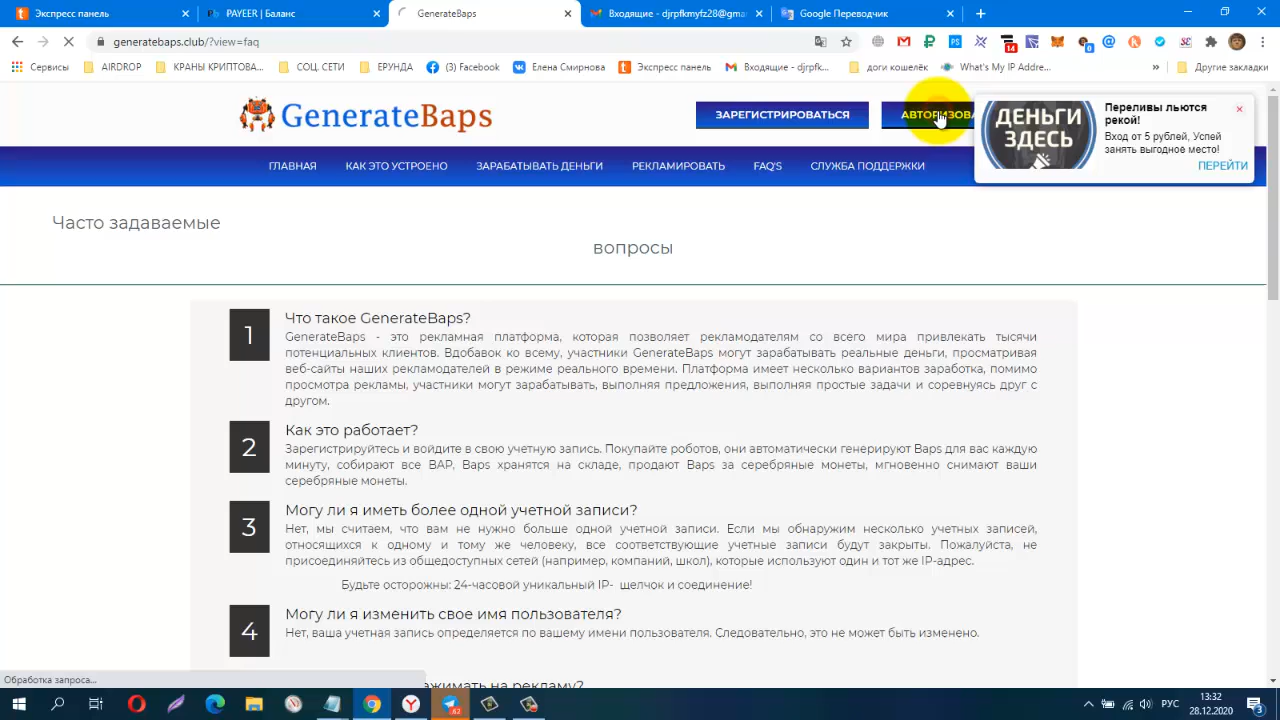 Экспресс панель
PAYEER | Баланс
GenerateBaps
Входящие - djrpfkmyfz28@gma
Google Переводчик
generatebaps.club/?view=faq
14
0
Сервисы
AIRDROP
КРАНЫ КРИПТОВА...
СОЦ. СЕТИ
ЕРУНДА
(3) Facebook
Елена Смирнова
Экспресс панель
Входящие - djrpfk...
доги кошелёк
What's My IP Addre...
»
Другие закладки
GenerateBaps
ЗАРЕГИСТРИРОВАТЬСЯ
АВТОРИЗОВА
ДЕНЬГИ
ЗДЕСЬ
Переливы льются
рекой!
Вход от 5 рублей, Успей
занять выгодное место!
ПЕРЕЙТИ
ГЛАВНАЯ
КАК ЭТО УСТРОЕНО
ЗАРАБАТЫВАТЬ ДЕНЬГИ
РЕКЛАМИРОВАТЬ
FAQ'S
СЛУЖБА ПОДДЕРЖКИ
Часто задаваемые
вопросы
1
Что такое GenerateBaps?
GenerateBaps - это рекламная платформа, которая позволяет рекламодателям со всего мира привлекать тысячи
потенциальных клиентов. Вдобавок ко всему, участники GenerateBaps могут зарабатывать реальные деньги, просматривая
веб-сайты наших рекламодателей в режиме реального времени. Платформа имеет несколько вариантов заработка, помимо
просмотра рекламы, участники могут зарабатывать, выполняя предложения, выполняя простые задачи и соревнуясь друг с
другом.
2
Как это работает?
Зарегистрируйтесь и войдите в свою учетную запись. Покупайте роботов, они автоматически генерируют Baps для вас каждую
минуту, собирают все BAP, Baps хранятся на складе, продают Baps за серебряные монеты, мгновенно снимают ваши
серебряные монеты.
3
Могу ли я иметь более одной учетной записи?
Нет, мы считаем, что вам не нужно больше одной учетной записи. Если мы обнаружим несколько учетных записей,
относящихся к одному и тому же человеку, все соответствующие учетные записи будут закрыты. Пожалуйста, не
присоединяйтесь из общедоступных сетей (например, компаний, школ), которые используют один и тот же IP-адрес.
Будьте осторожны: 24-часовой уникальный IP- щелчок и соединение!
4
Могу ли я изменить свое имя пользователя?
Нет, ваша учетная запись определяется по вашему имени пользователя. Следовательно, это не может быть изменено.
ажимать на рекламу?
Обработка запроса...
РУС
13:32
28.12.2020
3